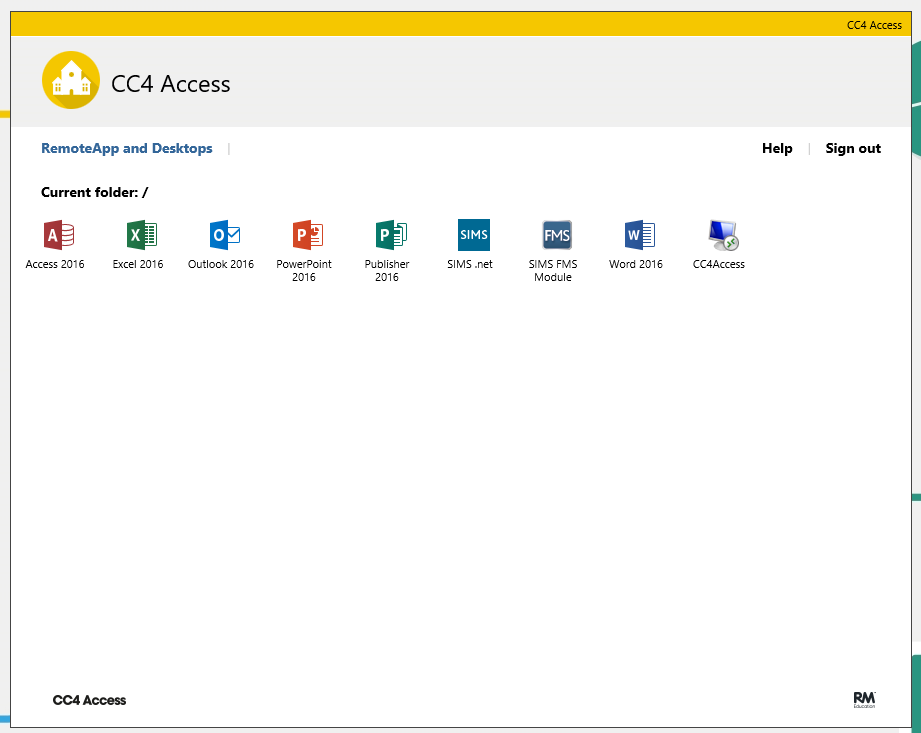 CC4 Access
CC4 Access
RemoteApp and Desktops | Help | Sign out
Current folder: /
A X O P P SIMS FMS W
Access 2016 Excel 2016 Outlook 2016 PowerPoint 2016 Publisher 2016 SIMS .net SIMS FMS Module Word 2016 CC4Access
CC4 Access
RM
Education